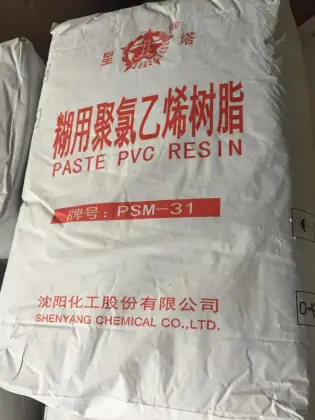 星塔牌
糊用聚氯乙烯树脂
PASTE PVC RESIN
牌号：PSM-31
沈阳化工股份有限公司
SHENYANG CHEMICAL CO.,LTD.